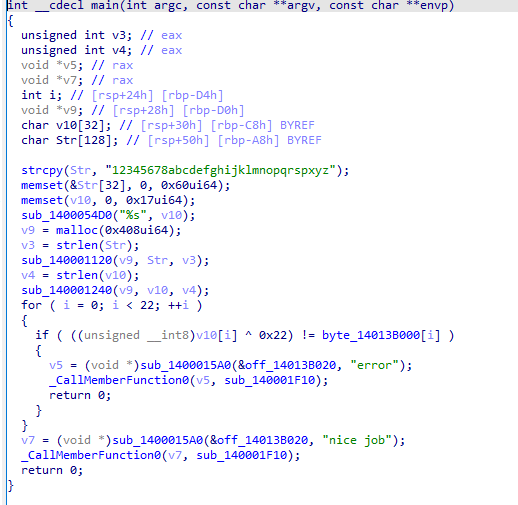 int __cdecl main(int argc, const char **argv, const char **envp)
{
unsigned int v3; // eax
unsigned int v4; // eax
void *v5; // rax
void *v7; // rax
int i; // [rsp+24h] [rbp-D4h]
void *v9; // [rsp+28h] [rbp-D0h]
char v10[32]; // [rsp+30h] [rbp-C8h] BYREF
char Str[128]; // [rsp+50h] [rbp-A8h] BYREF
strcpy(Str, "12345678abcdefghijklmnopqrspxyz");
memset(&Str[32], 0, 0x60ui64);
memset(v10, 0, 0x17ui64);
sub_1400054D0("%s", v10);
v9 = malloc(0x408ui64);
v3 = strlen(Str);
sub_140001120(v9, Str, v3);
v4 = strlen(v10);
sub_140001240(v9, v10, v4);
for ( i = 0; i < 22; ++i )
{
if ( ((unsigned __int8)v10[i] ^ 0x22) != byte_14013B000[i] )
{
v5 = (void *)sub_1400015A0(&off_14013B020, "error");
_CallMemberFunction0(v5, sub_140001F10);
return 0;
}
}
v7 = (void *)sub_1400015A0(&off_14013B020, "nice job");
_CallMemberFunction0(v7, sub_140001F10);
return 0;
}